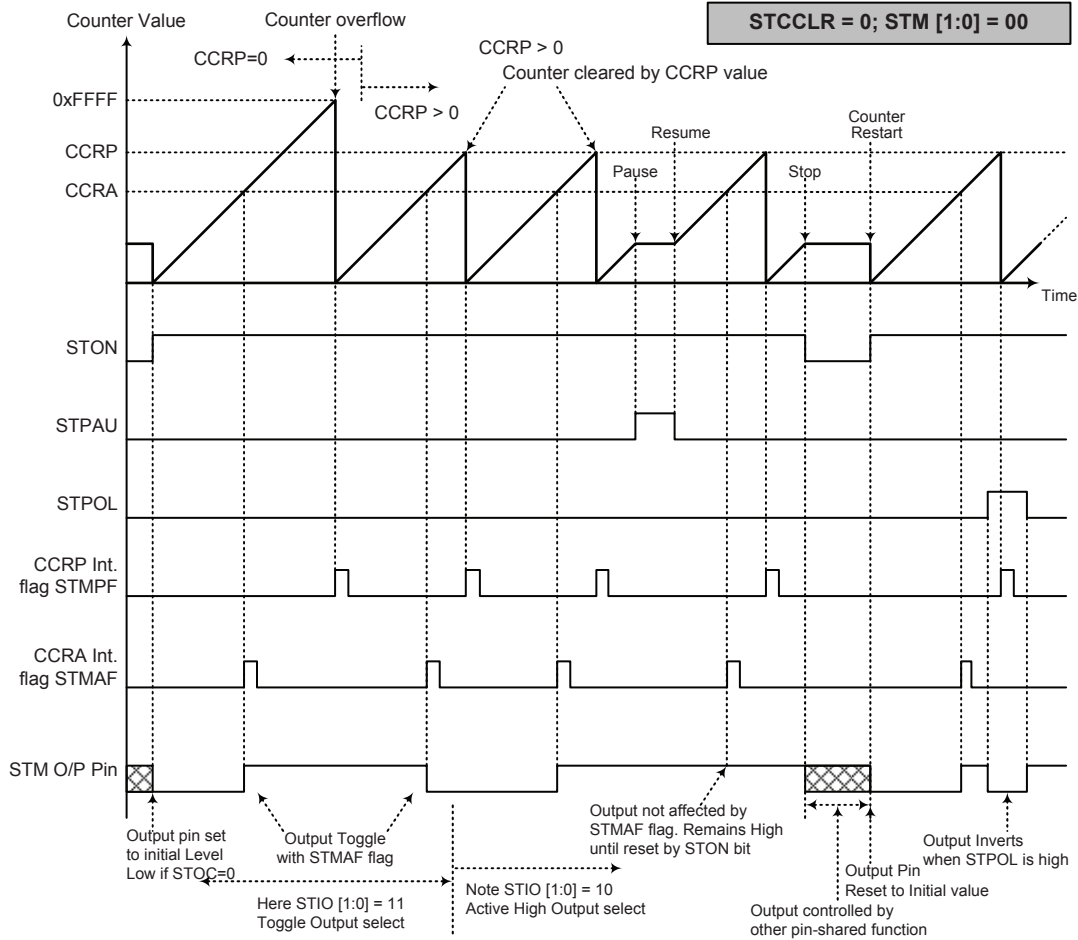 Counter Value
Counter overflow
STCCLR = 0; STM [1:0] = 00
CCRP=0
CCRP > 0
CCRP > 0
Counter cleared by CCRP value
0xFFFF
CCRP
CCRA
Pause
Resume
Stop
Counter
Restart
Time
STON
STPAU
STPOL
CCRP Int.
flag STMPF
CCRA Int.
flag STMAF
STM O/P Pin
Output pin set
to initial Level
Low if STOC=0
Output Toggle
with STMAF flag
Output not affected by
STMAF flag. Remains High
until reset by STON bit
Output Inverts
when STPOL is high
Output Pin
Reset to Initial value
Here STIO [1:0] = 11
Toggle Output select
Note STIO [1:0] = 10
Active High Output select
Output controlled by
other pin-shared function